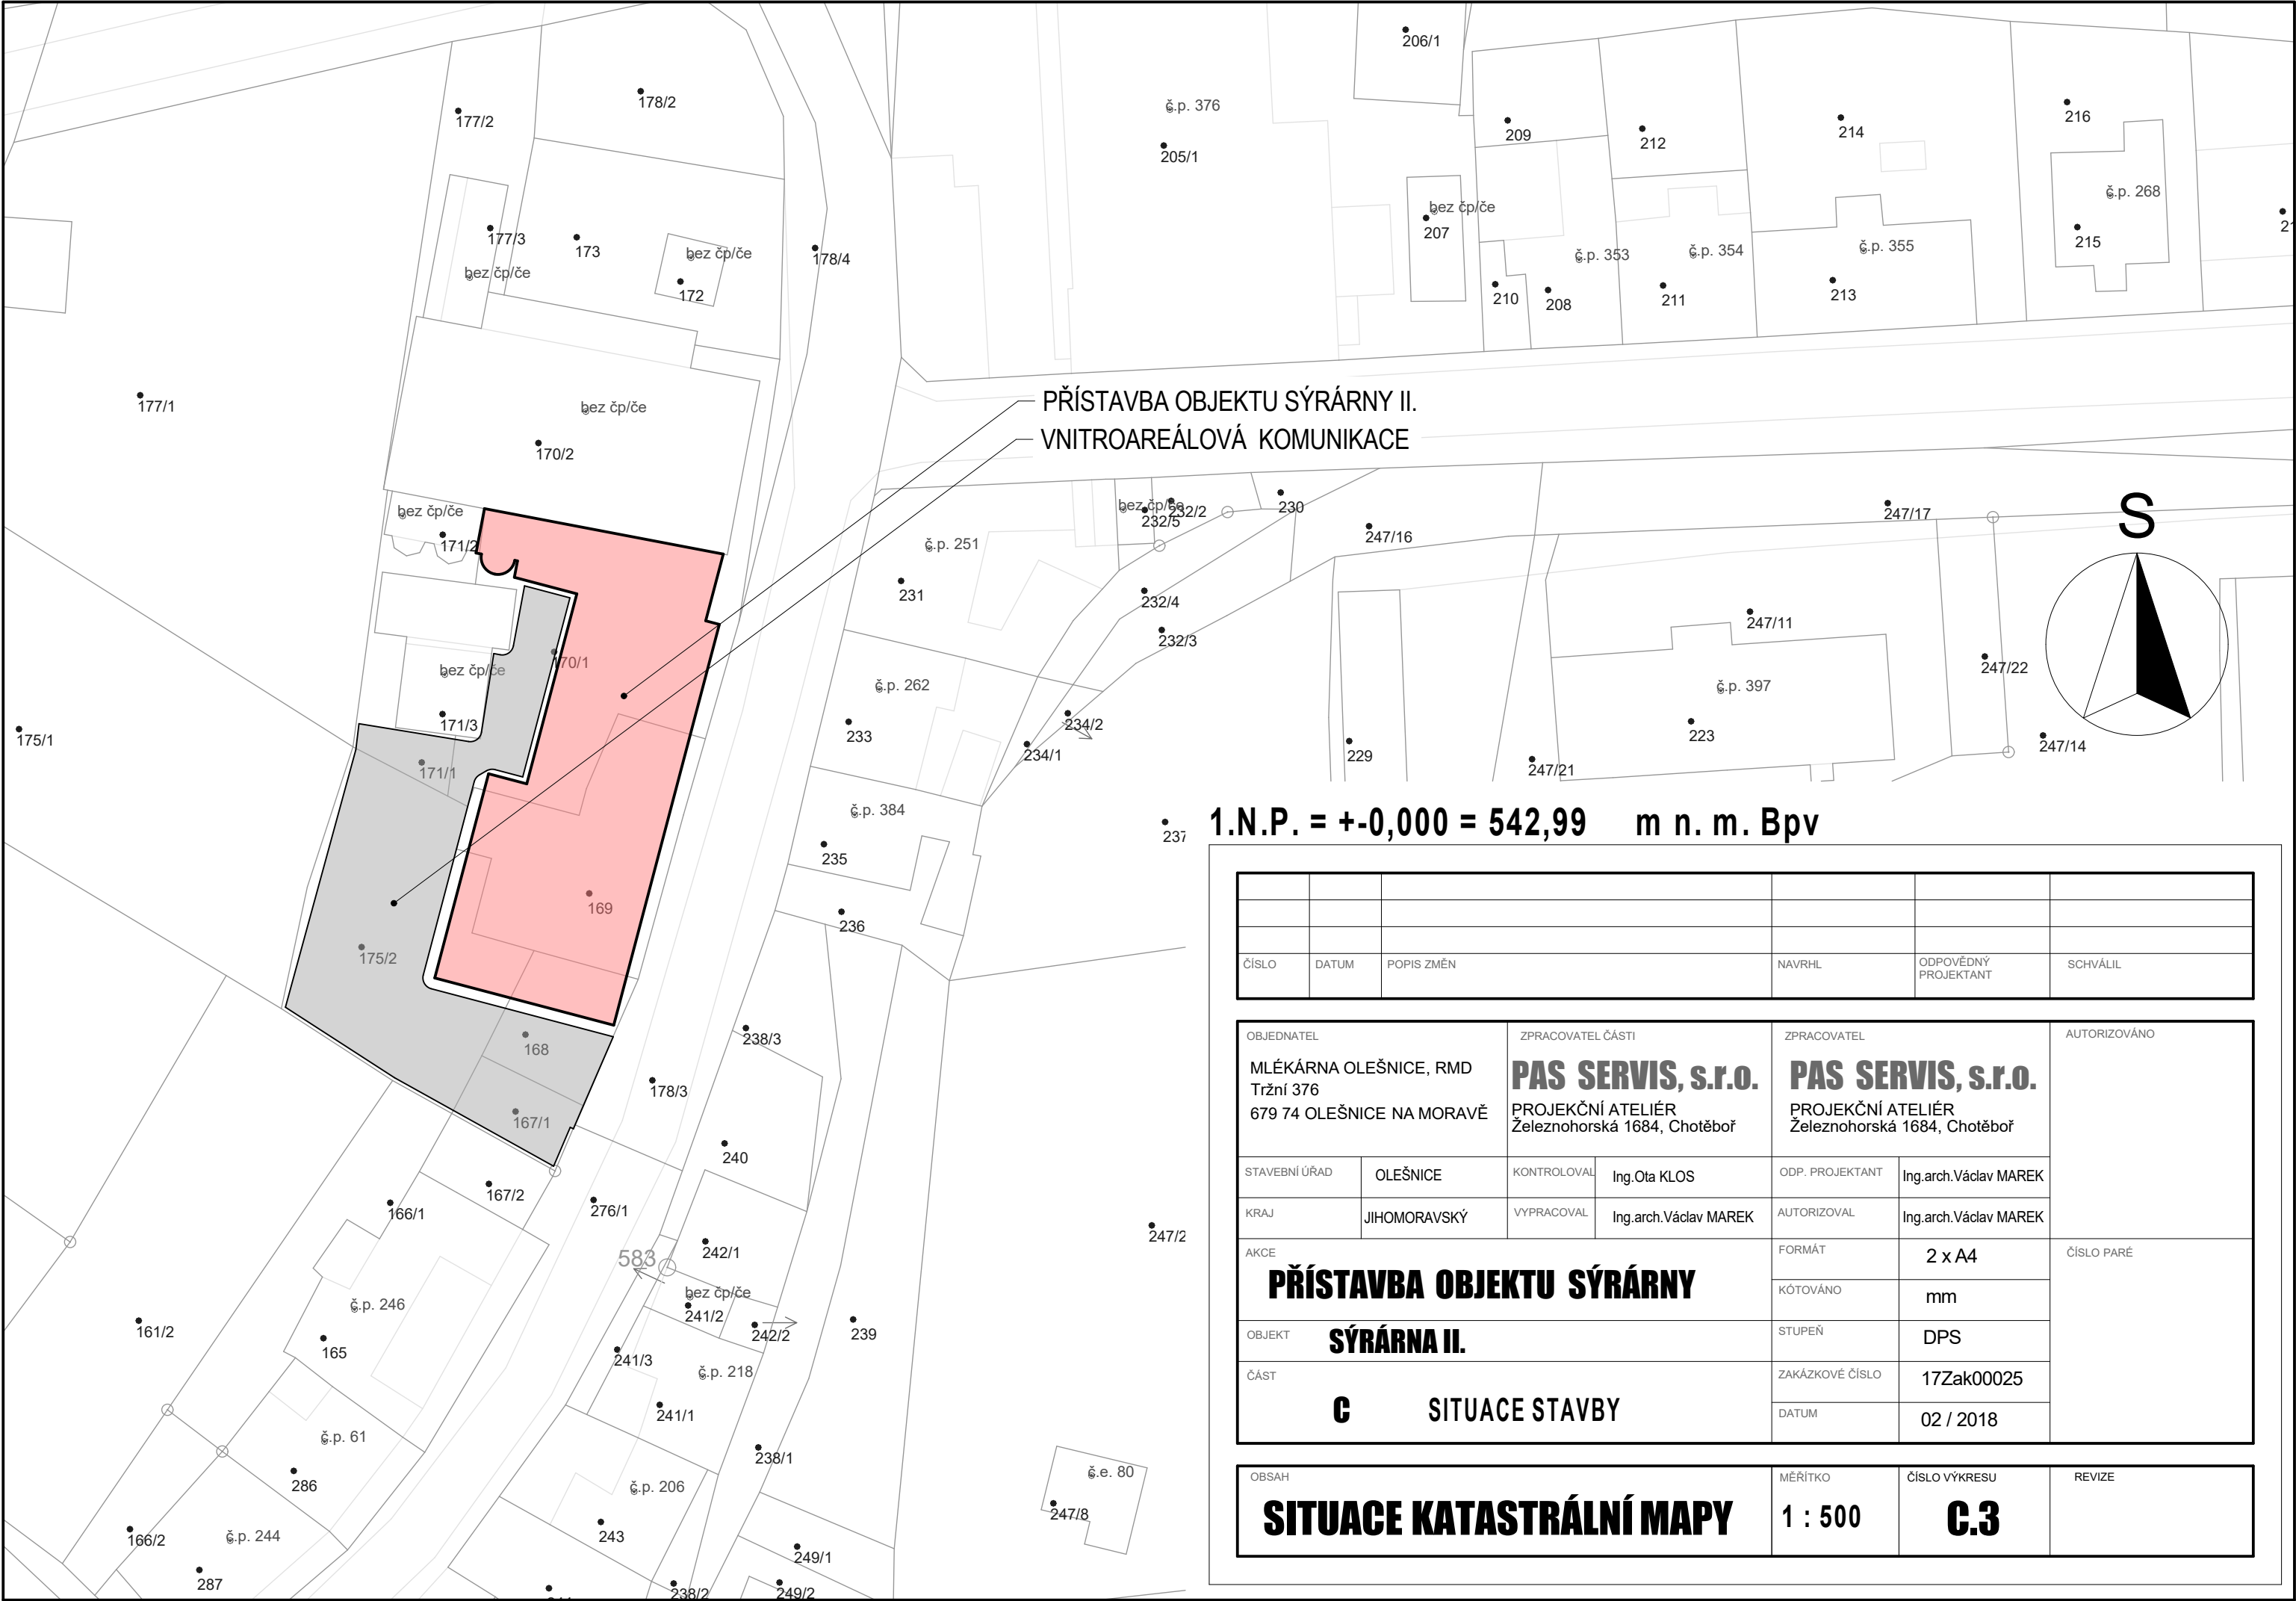 206/1
178/2
177/2
č.p. 376
205/1
209
212
214
216
č.p. 268
215
177/3
173
bez čp/če
172
178/4
bez čp/če
bez čp/če
207
č.p. 353
č.p. 354
č.p. 355
210
208
211
213
177/1
bez čp/če
170/2
PŘÍSTAVBA OBJEKTU SÝRÁRNY II.
VNITROAREÁLOVÁ KOMUNIKACE
bez čp/če
171/2
č.p. 251
231
bez čp/če
232/2
232/5
230
247/16
247/17
S
232/4
232/3
247/11
247/22
170/1
bez čp/če
171/3
č.p. 262
233
234/2
234/1
229
č.p. 397
223
247/21
247/14
175/1
171/1
č.p. 384
235
237
236
169
175/2
168
167/1
238/3
178/3
240
167/2
166/1
276/1
242/1
583
bez čp/če
241/2
242/2
239
247/2
č.p. 246
165
161/2
241/3
č.p. 218
241/1
č.p. 61
286
238/1
č.p. 206
243
č.e. 80
247/8
166/2
č.p. 244
287
249/1
249/2
238/2
1.N.P. = +-0,000 = 542,99 m n. m. Bpv
ČÍSLO DATUM POPIS ZMĚN NAVRHL ODPOVĚDNÝ PROJEKTANT SCHVÁLIL
OBJEDNATEL
MLÉKÁRNA OLEŠNICE, RMD
Tržní 376
679 74 OLEŠNICE NA MORAVĚ
ZPRACOVATEL ČÁSTI
PAS SERVIS, s.r.o.
PROJEKČNÍ ATELIÉR
Železnohorská 1684, Chotěboř
ZPRACOVATEL
PAS SERVIS, s.r.o.
PROJEKČNÍ ATELIÉR
Železnohorská 1684, Chotěboř
AUTORIZOVÁNO
STAVEBNÍ ÚŘAD OLEŠNICE KONTROLOVAL Ing.Ota KLOS ODP. PROJEKTANT Ing.arch.Václav MAREK
KRAJ JIHOMORAVSKÝ VYPRACOVAL Ing.arch.Václav MAREK AUTORIZOVAL Ing.arch.Václav MAREK
AKCE
PŘÍSTAVBA OBJEKTU SÝRÁRNY
FORMÁT 2 x A4
ČÍSLO PARÉ
KÓTOVÁNO mm
OBJEKT SÝRÁRNA II.
STUPEŇ DPS
ČÁST
C SITUACE STAVBY
ZAKÁZKOVÉ ČÍSLO 17Zak00025
DATUM 02 / 2018
OBSAH
SITUACE KATASTRÁLNÍ MAPY
MĚŘÍTKO
1 : 500
ČÍSLO VÝKRESU
C.3
REVIZE